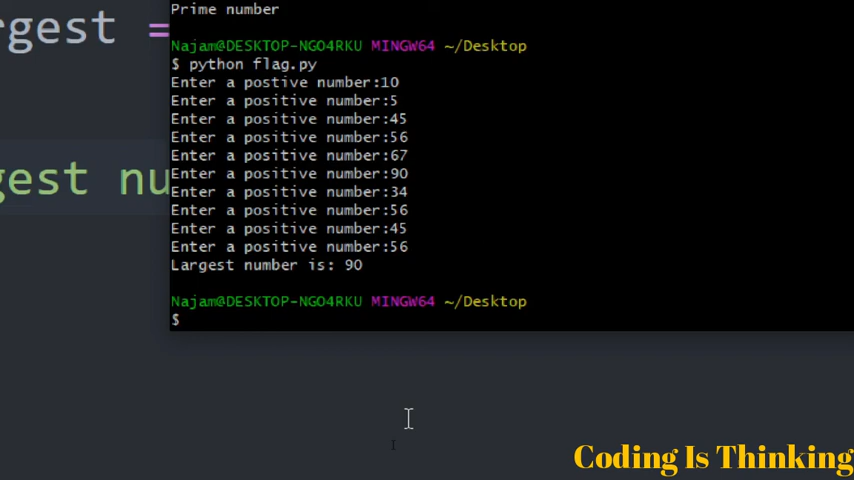 Prime number
rgest =
Najam@DESKTOP-NGO4RKU MINGW64 ~/Desktop
$ python flag.py
Enter a postive number:10
Enter a positive number:5
Enter a positive number:45
Enter a positive number:56
Enter a positive number:67
Enter a positive number:90
gest nu
Enter a positive number:34
Enter a positive number:56
Enter a positive number:45
Enter a positive number:56
Largest number is: 90
Najam@DESKTOP-NGO4RKU MINGW64 ~/Desktop
$
Coding Is Thinking